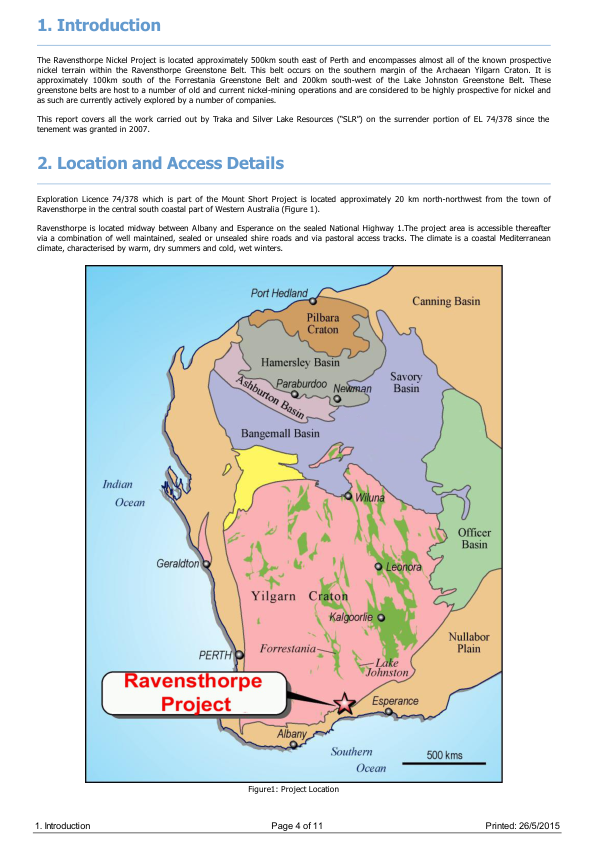 1. Introduction
The Ravensthorpe Nickel Project is located approximately 500km south east of Perth and encompasses almost all of the known prospective
nickel terrain within the Ravensthorpe Greenstone Belt. This belt occurs on the southern margin of the Archaean Yilgarn Craton. It is
approximately 100km south of the Forrestania Greenstone Belt and 200km south-west of the Lake Johnston Greenstone Belt. These
greenstone belts are host to a number of old and current nickel-mining operations and are considered to be highly prospective for nickel and
as such are currently actively explored by a number of companies.
This report covers all the work carried out by Traka and Silver Lake Resources (“SLR”) on the surrender portion of EL 74/378 since the
tenement was granted in 2007.
2. Location and Access Details
Exploration Licence 74/378 which is part of the Mount Short Project is located approximately 20 km north-northwest from the town of
Ravensthorpe in the central south coastal part of Western Australia (Figure 1).
Ravensthorpe is located midway between Albany and Esperance on the sealed National Highway 1.The project area is accessible thereafter
via a combination of well maintained, sealed or unsealed shire roads and via pastoral access tracks. The climate is a coastal Mediterranean
climate, characterised by warm, dry summers and cold, wet winters.
Port Hedland
Canning Basin
Pilbara
Craton
Hamersley Basin
Savory
Basin
Paraburdoo
Newman
Ashburton Basin
Bangemall Basin
Indian
Ocean
Wiluna
Officer
Basin
Geraldton
Leonora
Yilgarn Craton
Kalgoorlie
Nullabor
Plain
PERTH
Forrestania
Lake
Johnston
Ravensthorpe
Project
Esperance
Albany
Southern
Ocean
500 kms
Figure1: Project Location
1. Introduction
Page 4 of 11
Printed: 26/5/2015